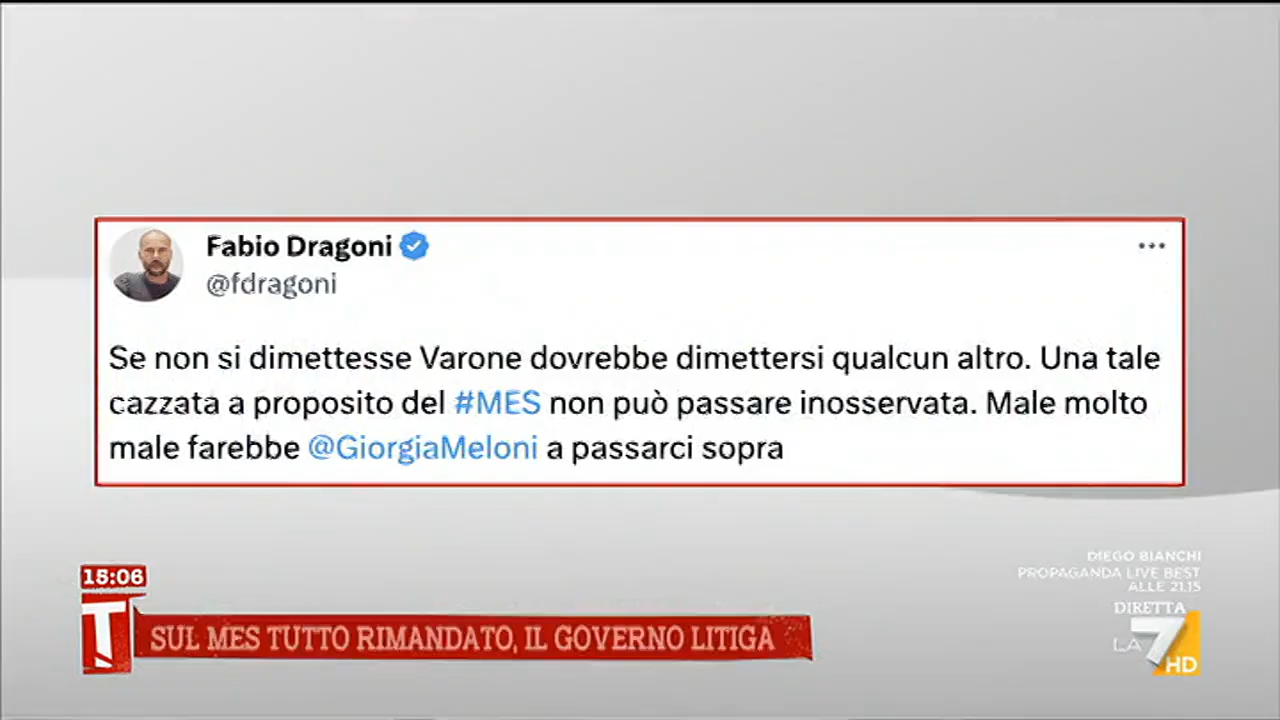 Fabio Dragoni
@fdragoni
Se non si dimettesse Varone dovrebbe dimettersi qualcun altro. Una tale
cazzata a proposito del #MES non può passare inosservata. Male molto
male farebbe @GiorgiaMeloni a passarci sopra
15:06
T SUL MES TUTTO RIMANDATO, IL GOVERNO LITIGA
DIEGO BIANCHI
PROPAGANDA LIVE BEST
ALLE 21.15
DIRETTA
LA7
HD